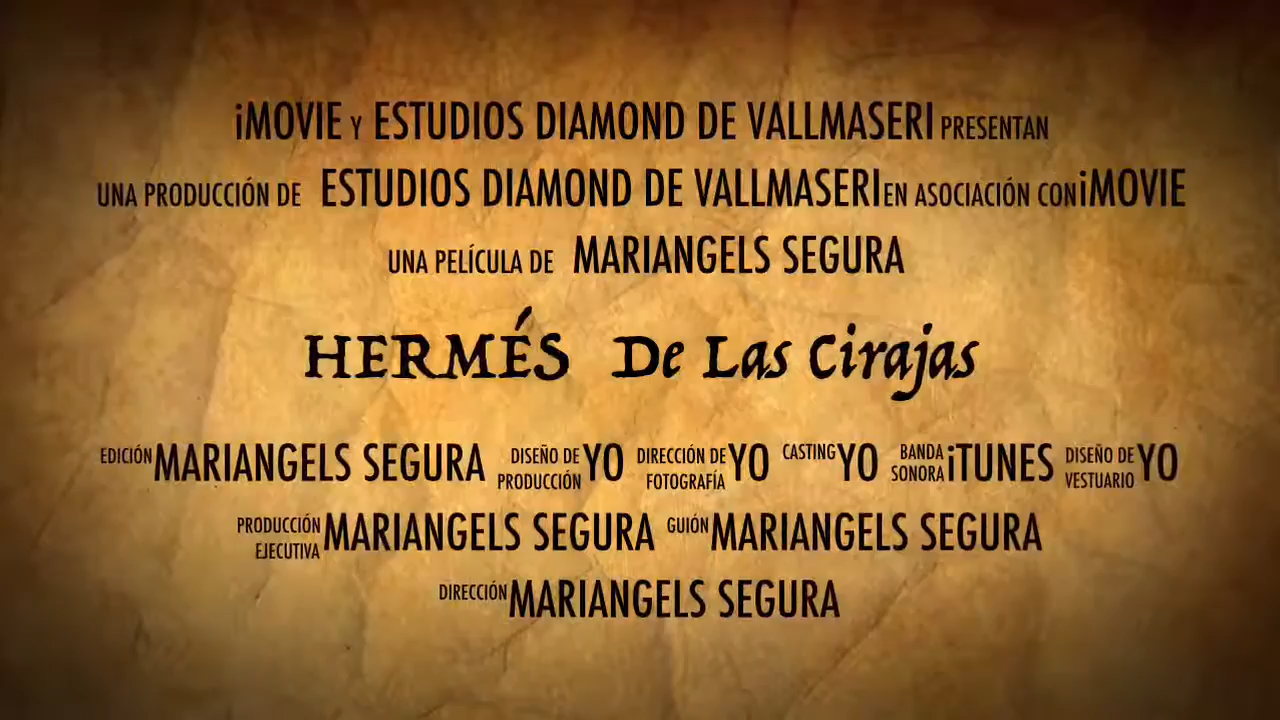 iMOVIE Y ESTUDIOS DIAMOND DE VALLMASERI PRESENTAN
UNA PRODUCCIÓN DE ESTUDIOS DIAMOND DE VALLMASERI EN ASOCIACIÓN CON iMOVIE
UNA PELÍCULA DE MARIANGELS SEGURA
HERMÉS De Las Cirajas
EDICIÓN MARIANGELS SEGURA DISEÑO DE PRODUCCIÓN YO DIRECCIÓN DE FOTOGRAFÍA YO CASTING YO BANDA SONORA iTUNES DISEÑO DE VESTUARIO YO
PRODUCCIÓN EJECUTIVA MARIANGELS SEGURA GUIÓN MARIANGELS SEGURA
DIRECCIÓN MARIANGELS SEGURA